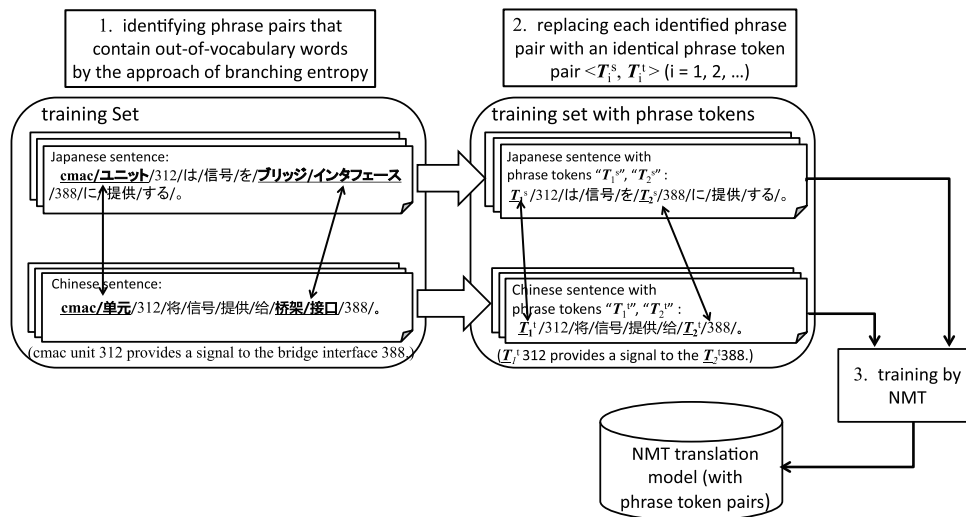 1. identifying phrase pairs that
contain out-of-vocabulary words
by the approach of branching entropy
2. replacing each identified phrase
pair with an identical phrase token
pair <T_i^s, T_i^t> (i = 1, 2, …)
training Set
Japanese sentence:
cmac/ユニット/312/は/信号/を/ブリッジ/インタフェース
/388/に/提供/する/。
Chinese sentence:
cmac/单元/312/将/信号/提供/给/桥架/接口/388/。
(cmac unit 312 provides a signal to the bridge interface 388.)
training set with phrase tokens
Japanese sentence with
phrase tokens “T_1^s”, “T_2^s” :
T_1^s/312/は/信号/を/T_2^s/388/に/提供/する/。
Chinese sentence with
phrase tokens “T_1^t”, “T_2^t” :
T_1^t/312/将/信号/提供/给/T_2^t/388/。
(T_1^t 312 provides a signal to the T_2^t 388.)
3. training by
NMT
NMT translation
model (with
phrase token pairs)